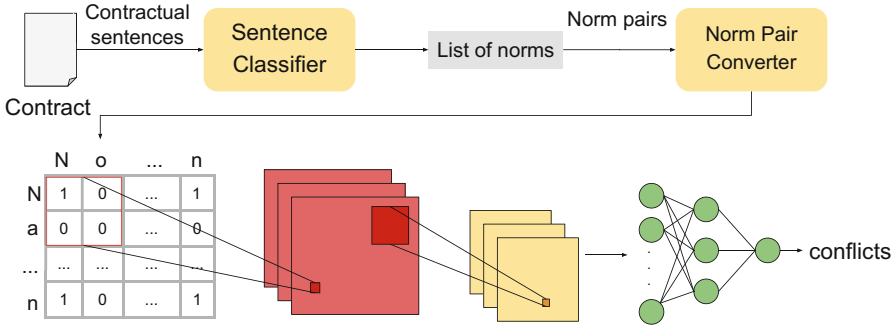 Contractual
sentences
Contract
Sentence
Classifier
List of norms
Norm pairs
Norm Pair
Converter
N o ... n
N 1 0 ... 1
a 0 0 ... 0
... ... ... ... ...
n 1 0 ... 1
.
.
.
conflicts